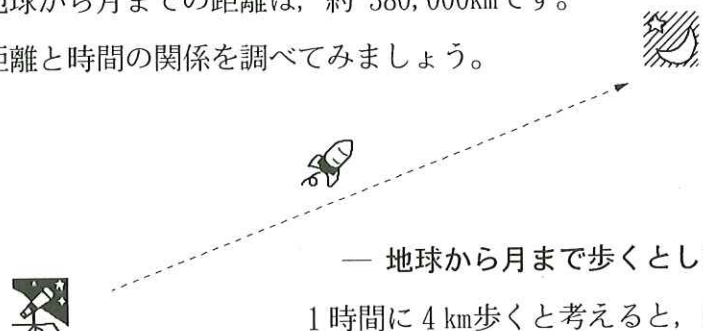 球から月までの距離は, 約 380,000kmです。
距離と時間の関係を調べてみましょう。
― 地球から月まで歩くとし
1時間に4km歩くと考えると,